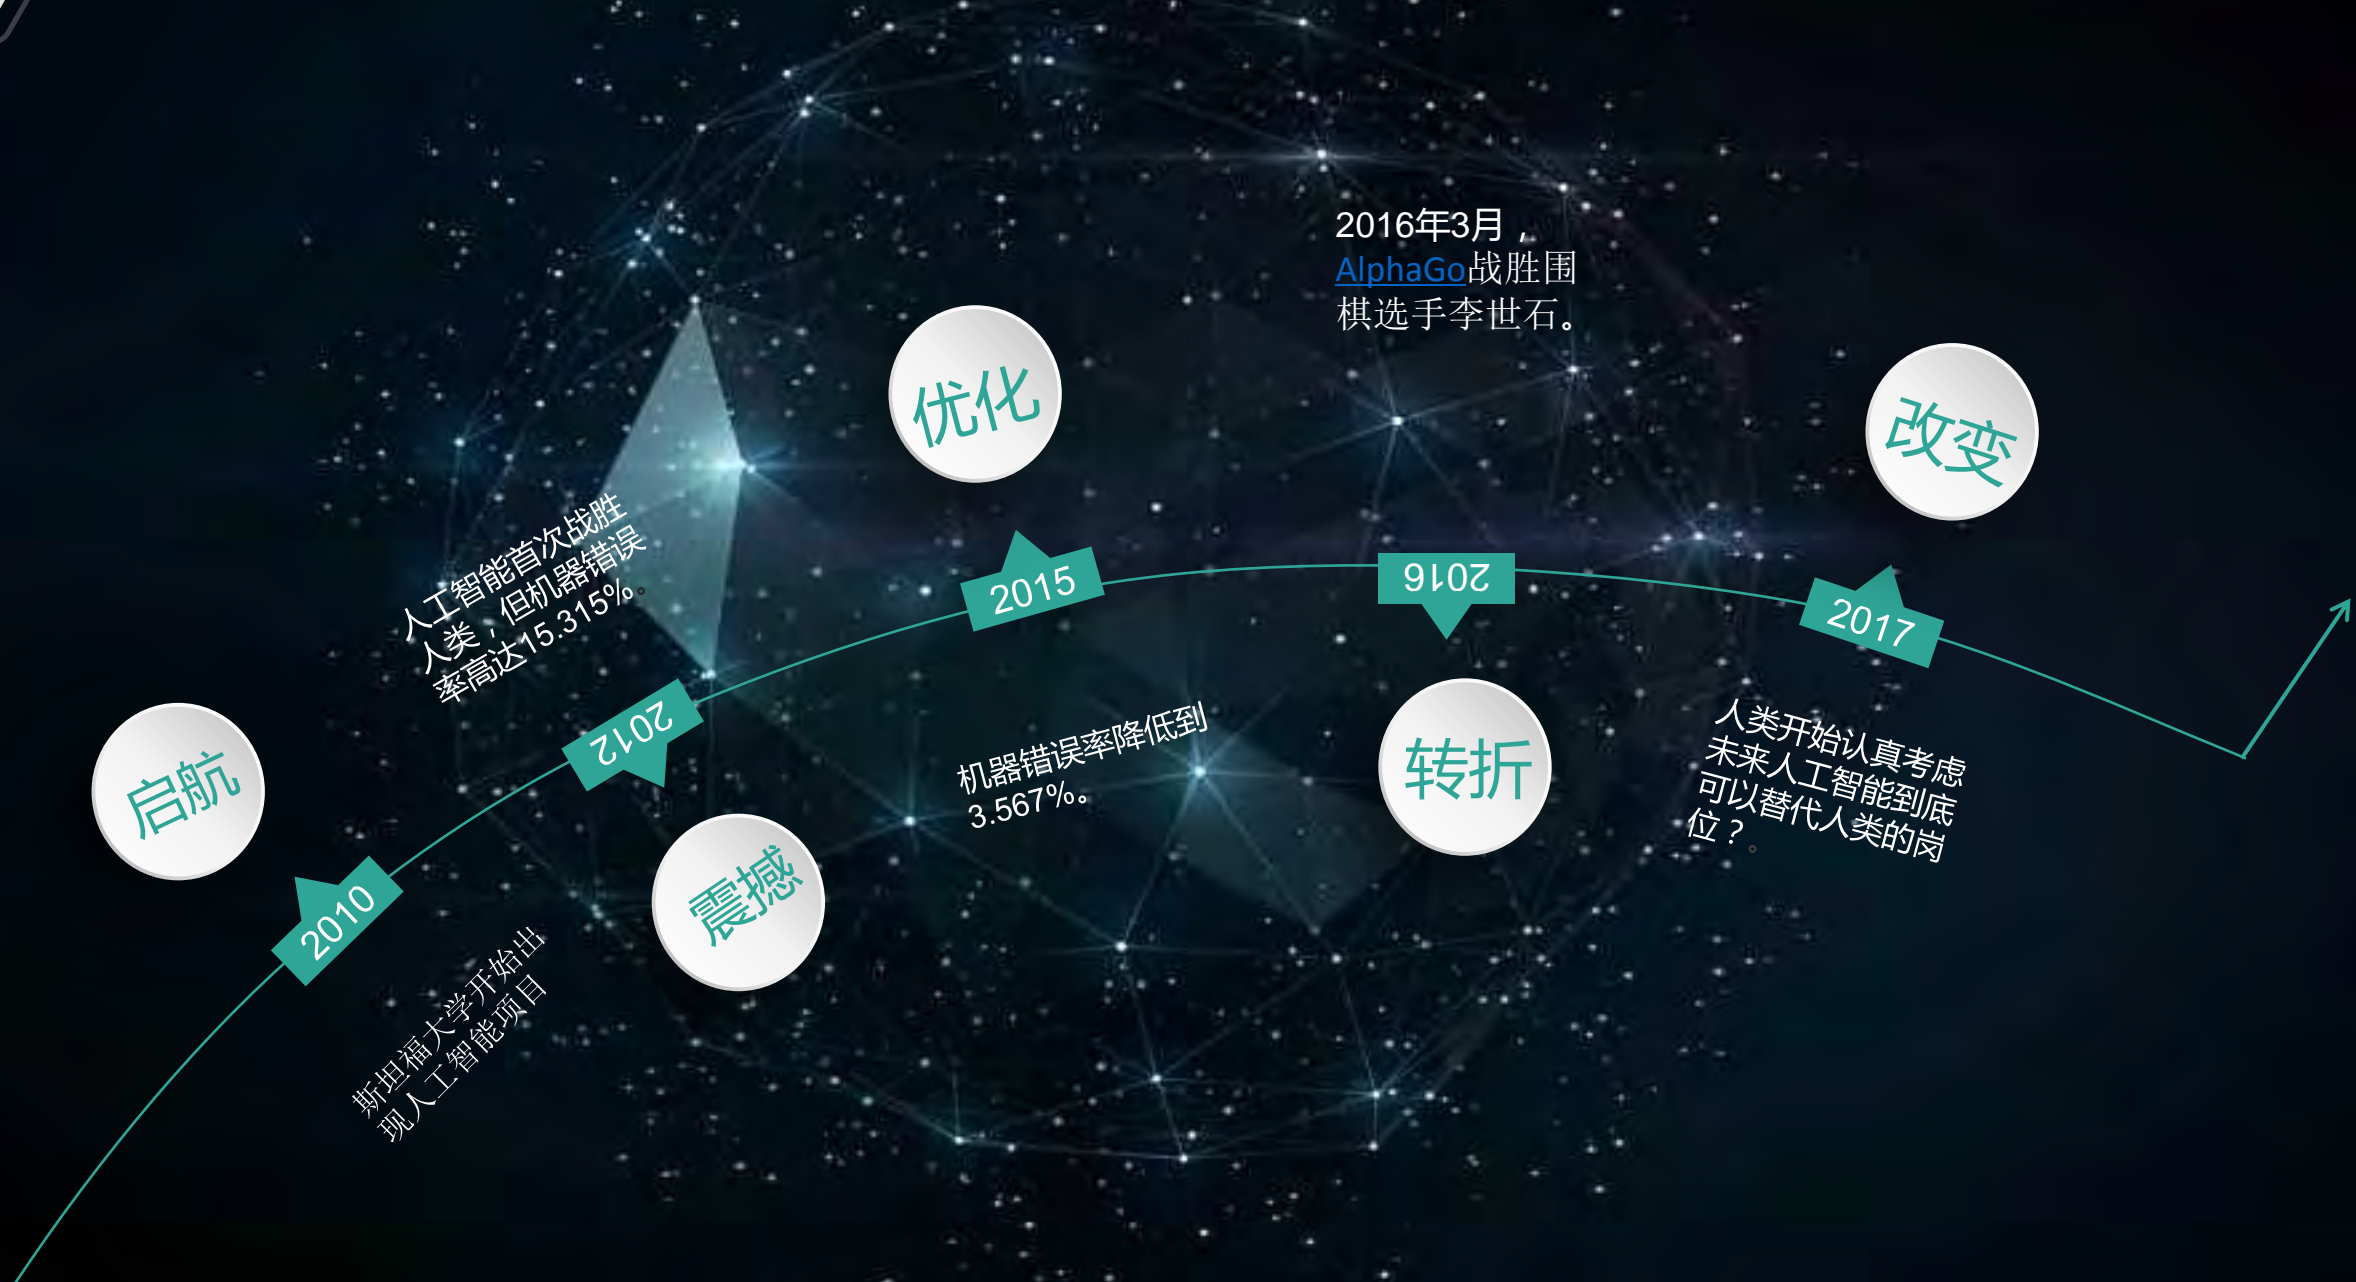 启航
2010
斯坦福大学开始出
现人工智能项目
人工智能首次战胜
人类，但机器错误
率高达15.315%。
2012
震撼
优化
2015
机器错误率降低到
3.567%。
2016年3月，
AlphaGo战胜围
棋选手李世石。
2016
转折
改变
2017
人类开始认真考虑
未来人工智能到底
可以替代人类的岗
位？。